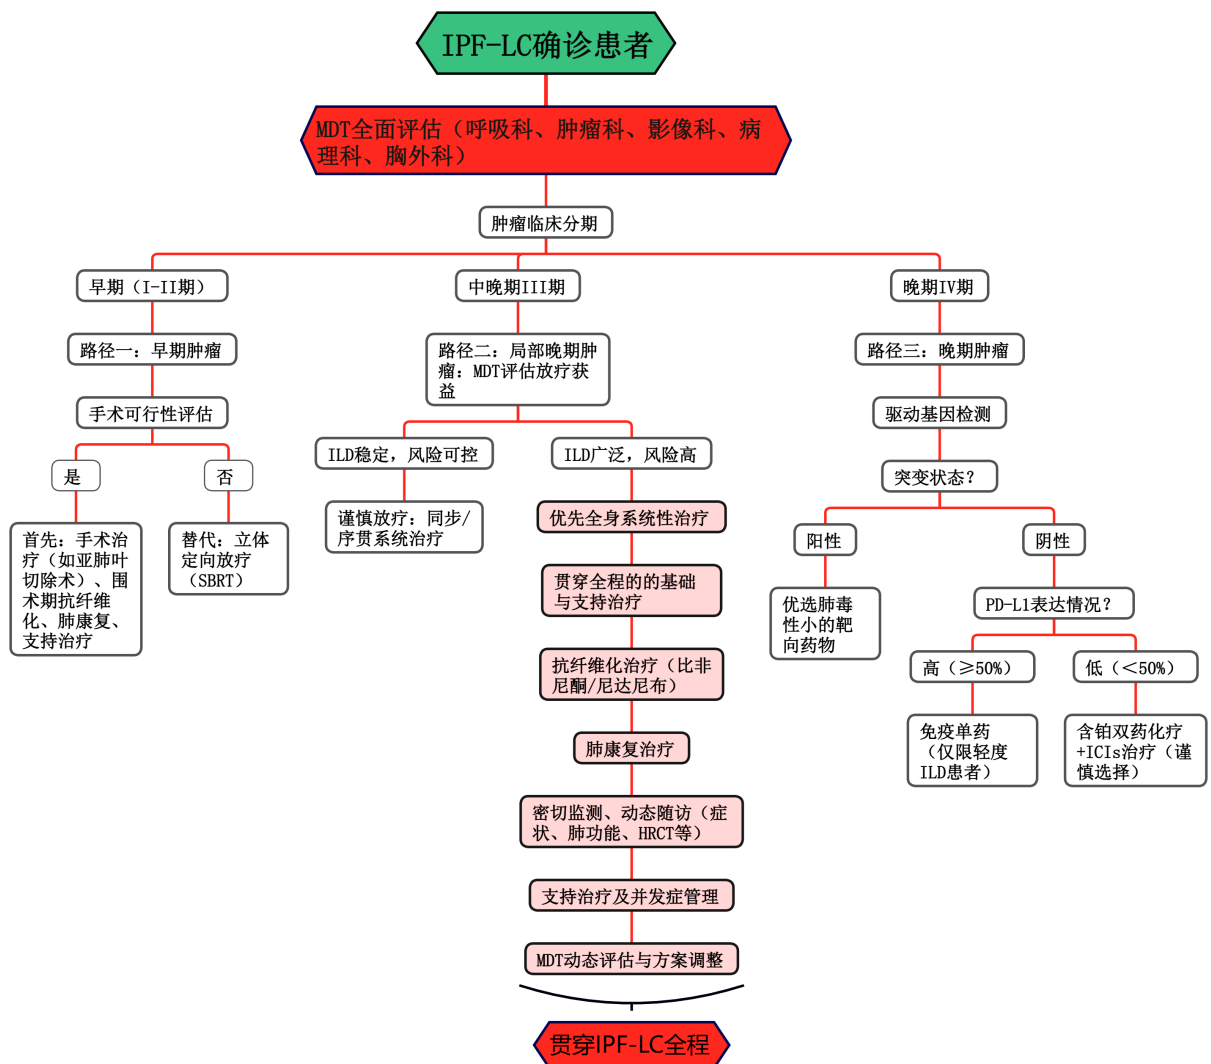 IPF-LC确诊患者
MDT全面评估（呼吸科、肿瘤科、影像科、病
理科、胸外科）
肿瘤临床分期
早期（I-II期）
中晚期III期
晚期IV期
路径一：早期肿瘤
路径二：局部晚期肿
瘤：MDT评估放疗获
益
路径三：晚期肿瘤
手术可行性评估
驱动基因检测
是
否
ILD稳定，风险可控
ILD广泛，风险高
突变状态？
首先：手术治
疗（如亚肺叶
切除术）、围
术期抗纤维
化、肺康复、
支持治疗
替代：立体
定向放疗
（SBRT）
谨慎放疗：同步/
序贯系统治疗
优先全身系统性治疗
阳性
阴性
贯穿全程的的基础
与支持治疗
优选肺毒
性小的靶
向药物
PD-L1表达情况？
抗纤维化治疗（比非
尼酮/尼达尼布）
高（≥50%）
低（＜50%）
肺康复治疗
免疫单药
（仅限轻度
ILD患者）
含铂双药化疗
+ICIs治疗（谨
慎选择）
密切监测、动态随访（症
状、肺功能、HRCT等）
支持治疗及并发症管理
MDT动态评估与方案调整
贯穿IPF-LC全程